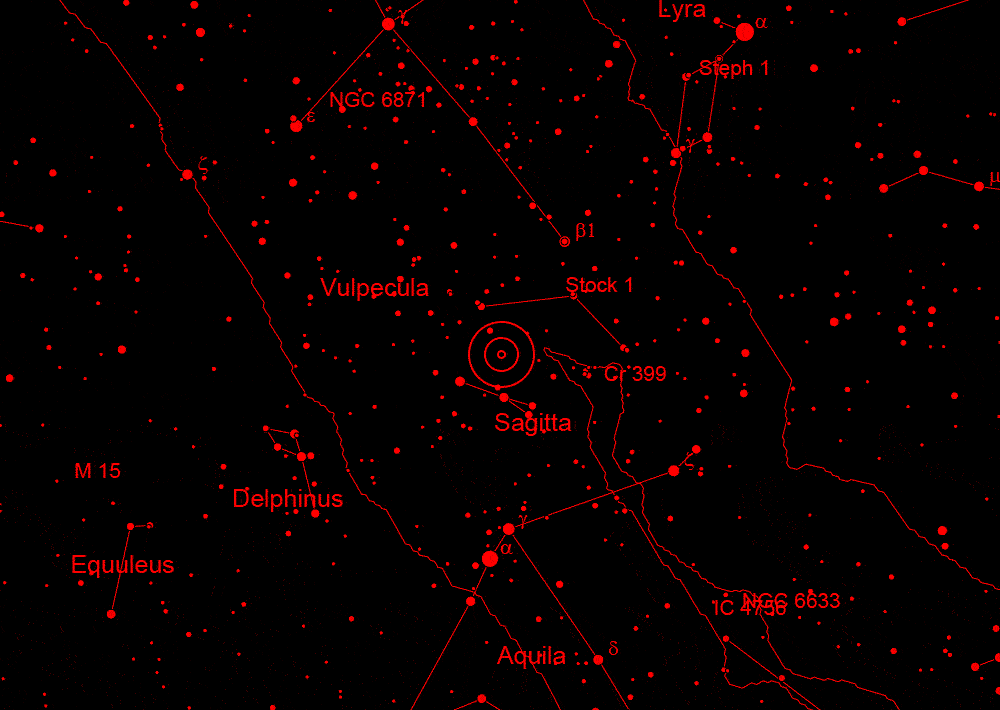 Lyra
α
γ
Steph 1
NGC 6871
ε
γ
ζ
μ
β1
Stock 1
Vulpecula
Cr 399
Sagitta
ζ
M 15
Delphinus
γ
α
Equuleus
NGC 6633
IC 4756
Aquila
δ